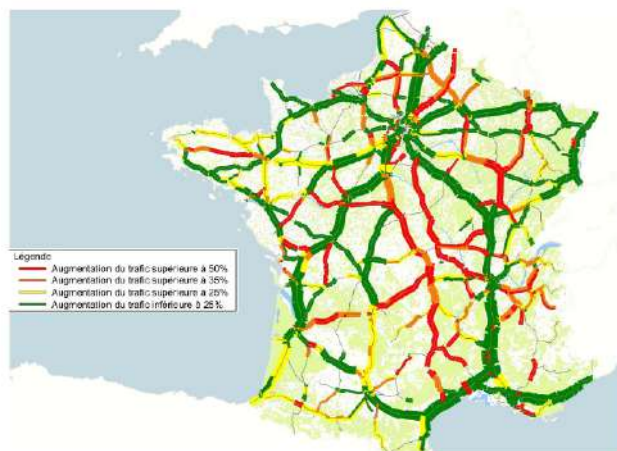 Légende
Augmentation du trafic supérieure à 50%
Augmentation du trafic supérieure à 35%
Augmentation du trafic supérieure à 25%
Augmentation du trafic inférieure à 25%